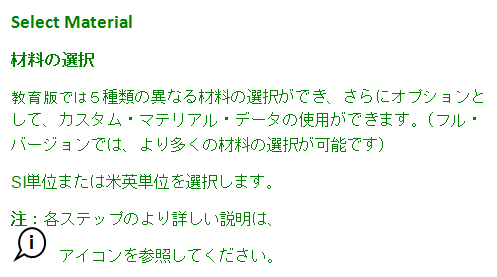 Select Material
材料の選択
教育版では５種類の異なる材料の選択ができ、さらにオプションと
して、カスタム・マテリアル・データの使用ができます。（フル・
バージョンでは、より多くの材料の選択が可能です）
SI単位または米英単位を選択します。
注：各ステップのより詳しい説明は、
i アイコンを参照してください。